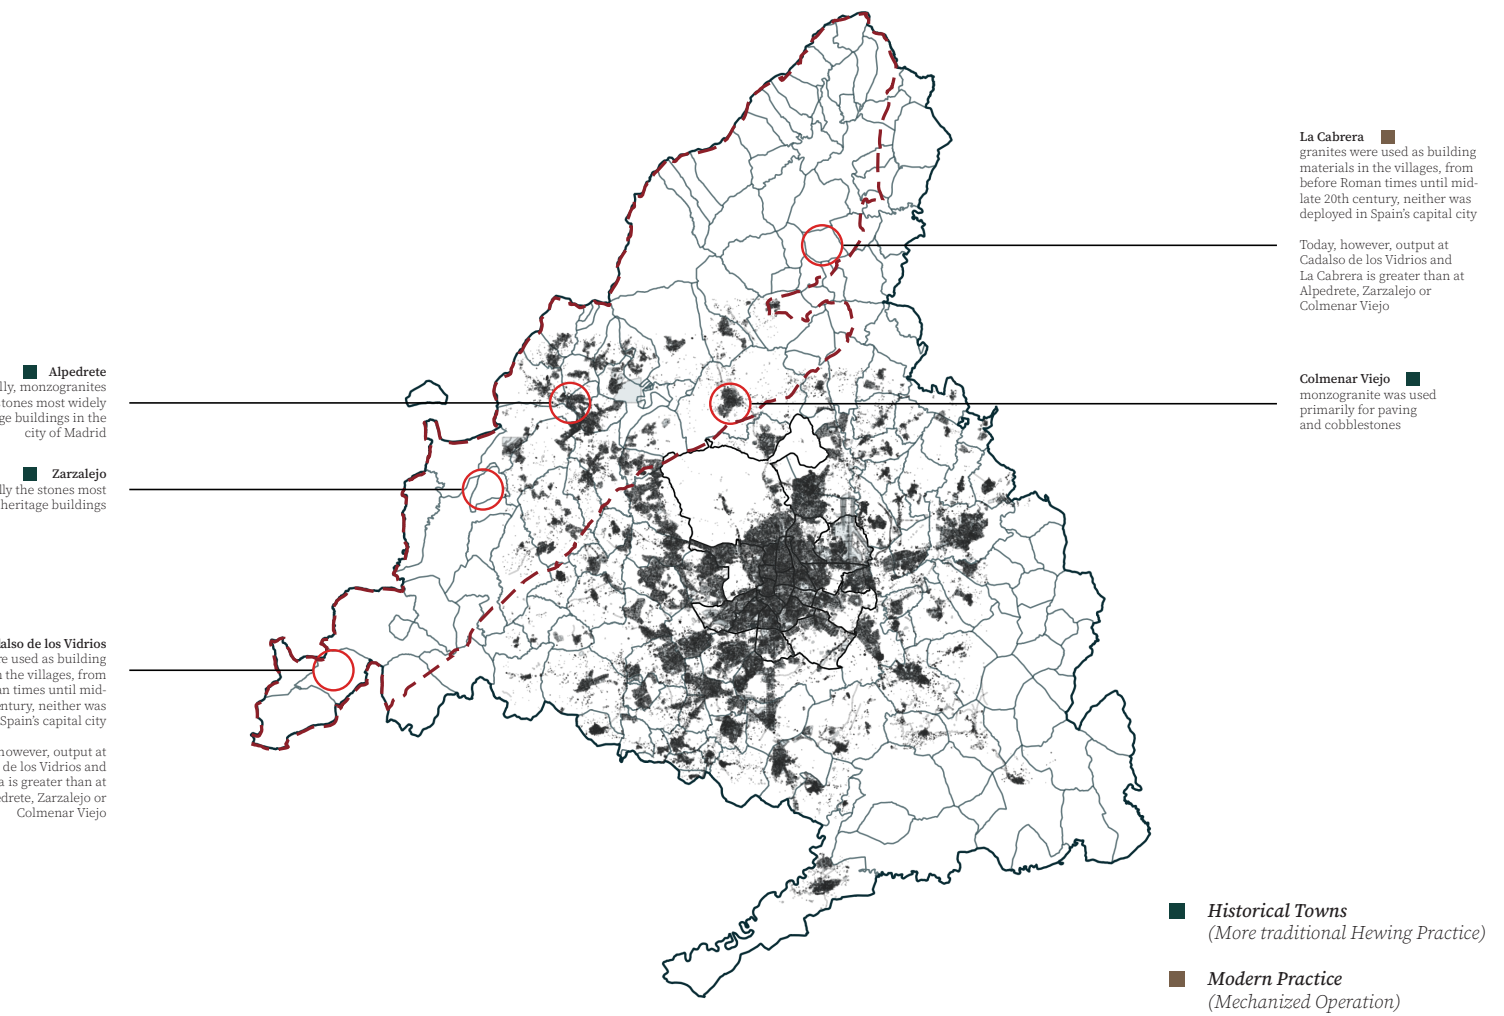 La Cabrera
granites were used as building
materials in the villages, from
before Roman times until mid-
late 20th century, neither was
deployed in Spain's capital city
Today, however, output at
Cadalso de los Vidrios and
La Cabrera is greater than at
Alpedrete, Zarzalejo or
Colmenar Viejo
Alpedrete
monzogranites
most widely
buildings in the
city of Madrid
Colmenar Viejo
monzogranite was used
primarily for paving
and cobblestones
Zarzalejo
the stones most
heritage buildings
de los Vidrios
used as building
the villages, from
times until mid-
neither was
Spain's capital city
however, output at
de los Vidrios and
is greater than at
Zarzalejo or
Colmenar Viejo
Historical Towns
(More traditional Hewing Practice)
Modern Practice
(Mechanized Operation)